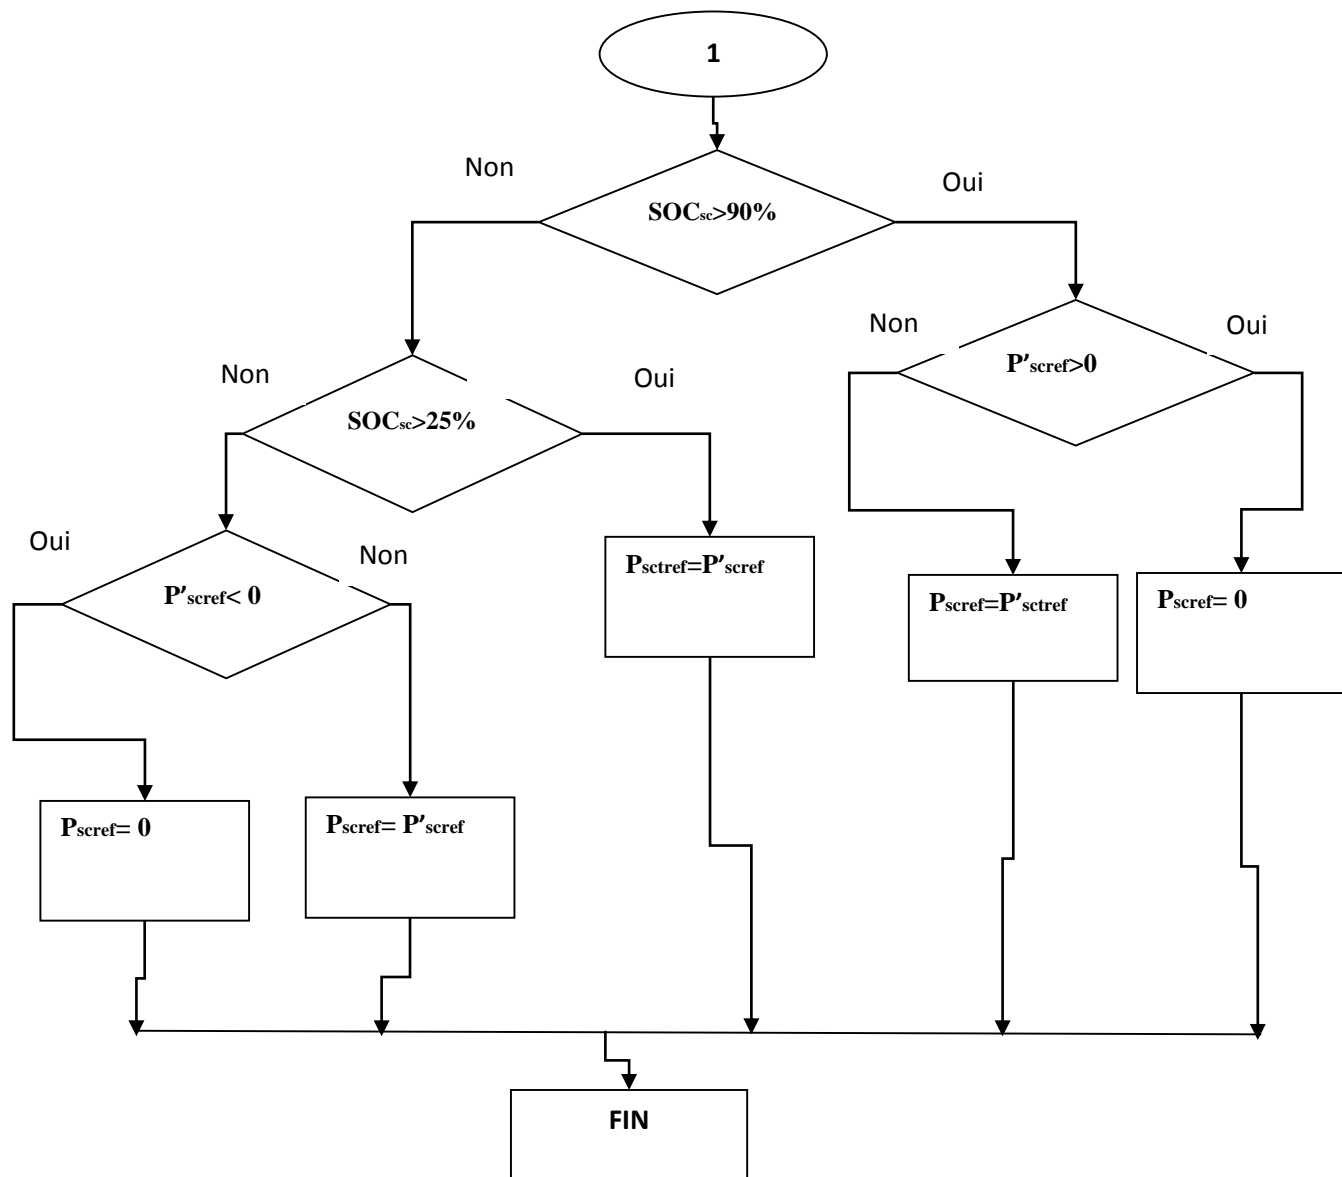 1
Non
Oui
SOCsc>90%
Non
Oui
P'scref>0
Non
Oui
SOCsc>25%
Oui
Non
P'scref< 0
Psctref=P'scref
Pscref=P'sctref
Pscref= 0
Pscref= 0
Pscref= P'scref
FIN